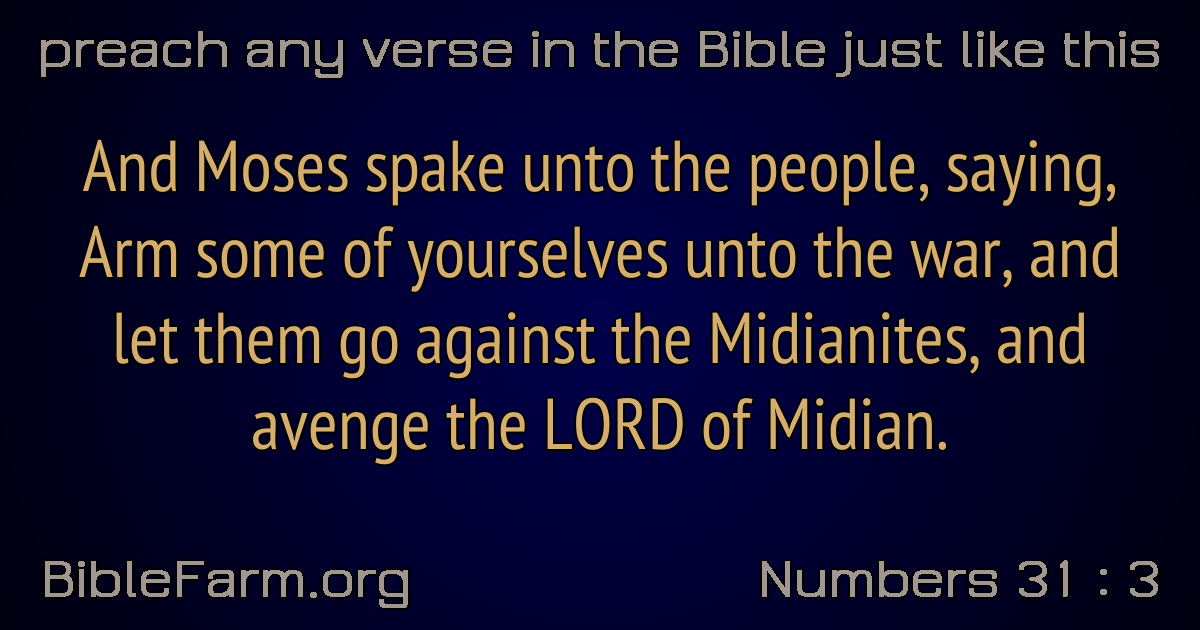 preach any verse in the Bible just like this
And Moses spake unto the people, saying,
Arm some of yourselves unto the war, and
let them go against the Midianites, and
avenge the LORD of Midian.
BibleFarm.org
Numbers 31 : 3